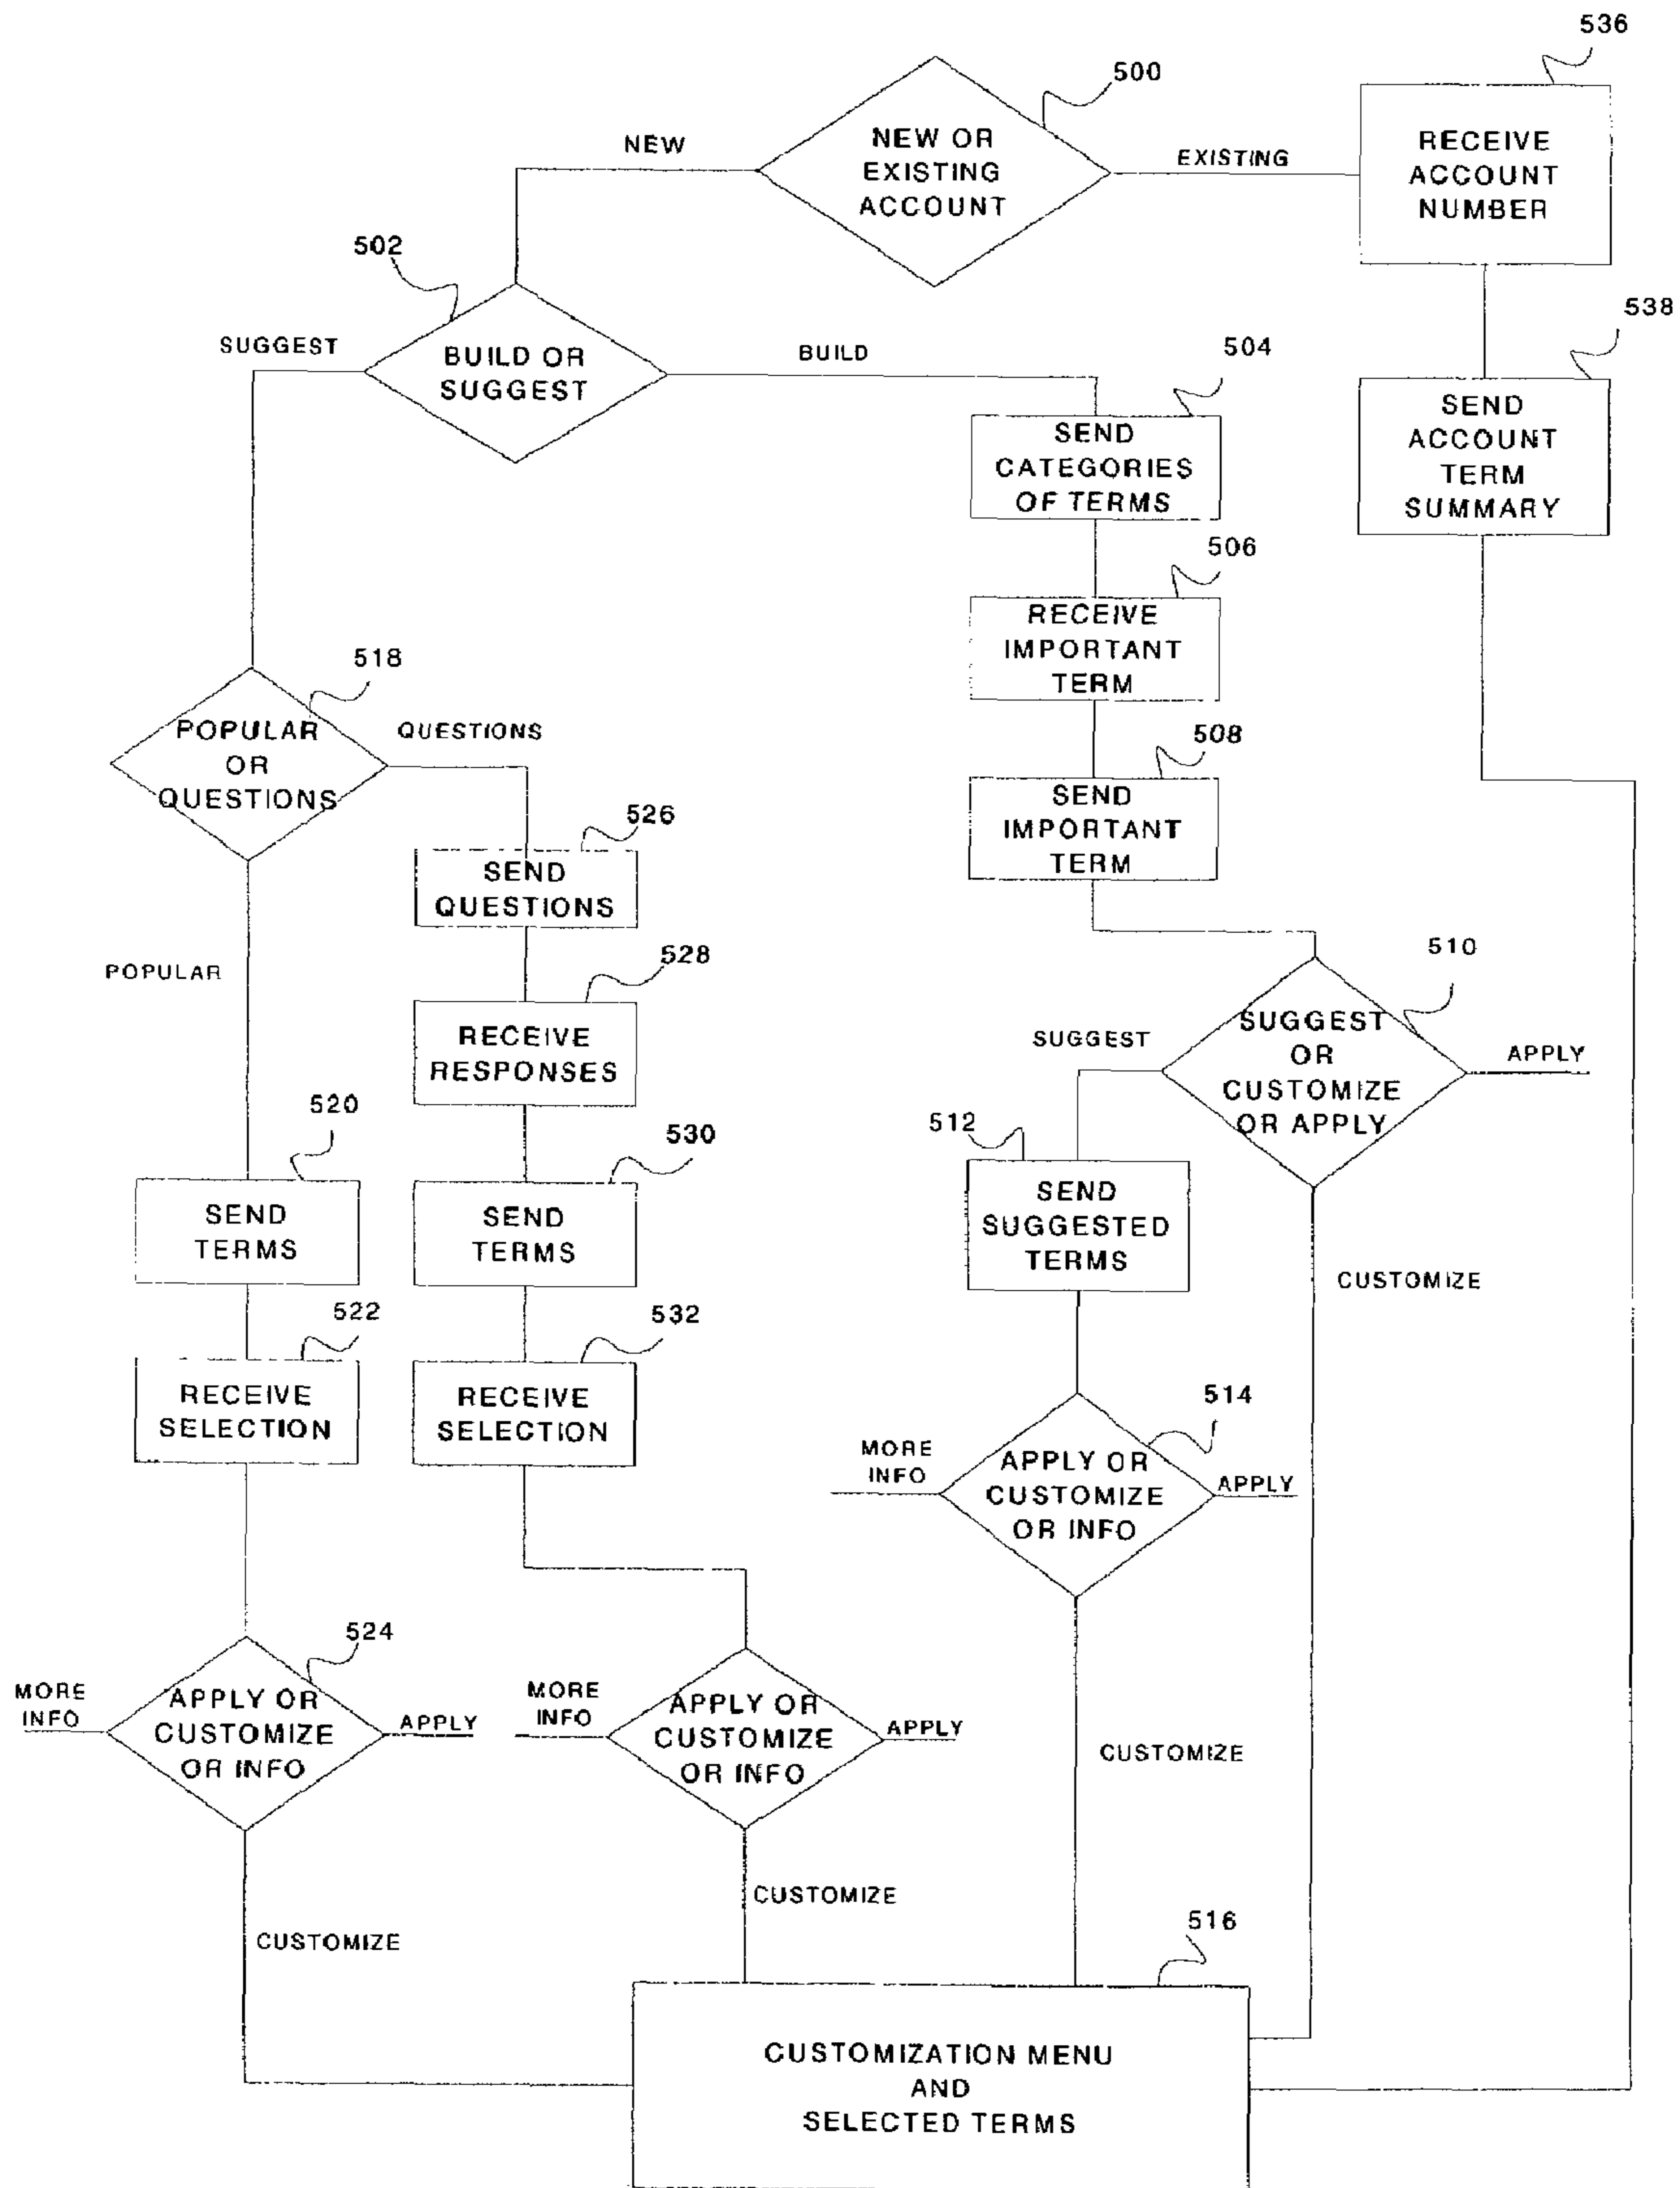 536
500
NEW OR
EXISTING
ACCOUNT
NEW
EXISTING
RECEIVE
ACCOUNT
NUMBER
502
BUILD OR
SUGGEST
SUGGEST
BUILD
538
SEND
ACCOUNT
TERM
SUMMARY
504
SEND
CATEGORIES
OF TERMS
506
RECEIVE
IMPORTANT
TERM
508
SEND
IMPORTANT
TERM
518
POPULAR
OR
QUESTIONS
QUESTIONS
POPULAR
526
SEND
QUESTIONS
528
RECEIVE
RESPONSES
510
SUGGEST
OR
CUSTOMIZE
OR APPLY
SUGGEST
APPLY
CUSTOMIZE
512
SEND
SUGGESTED
TERMS
520
SEND
TERMS
530
SEND
TERMS
522
RECEIVE
SELECTION
532
RECEIVE
SELECTION
514
APPLY OR
CUSTOMIZE
OR INFO
MORE
INFO
APPLY
CUSTOMIZE
524
APPLY OR
CUSTOMIZE
OR INFO
MORE
INFO
APPLY
CUSTOMIZE
MORE
INFO
APPLY OR
CUSTOMIZE
OR INFO
APPLY
CUSTOMIZE
516
CUSTOMIZATION MENU
AND
SELECTED TERMS